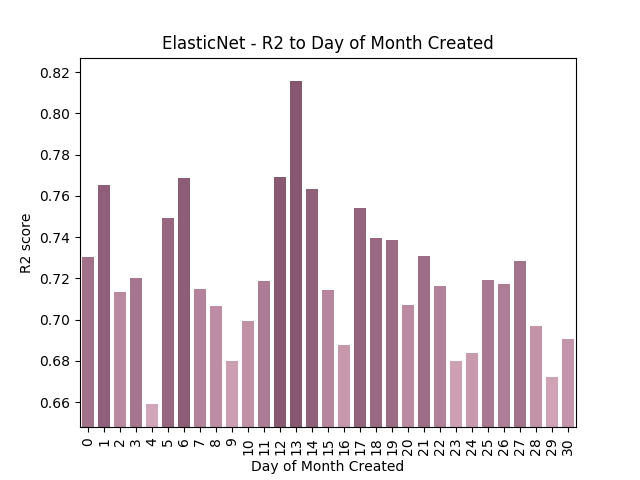 ElasticNet - R2 to Day of Month Created
R2 score
0.82
0.80
0.78
0.76
0.74
0.72
0.70
0.68
0.66
0 1 2 3 4 5 6 7 8 9 10 11 12 13 14 15 16 17 18 19 20 21 22 23 24 25 26 27 28 29 30
Day of Month Created